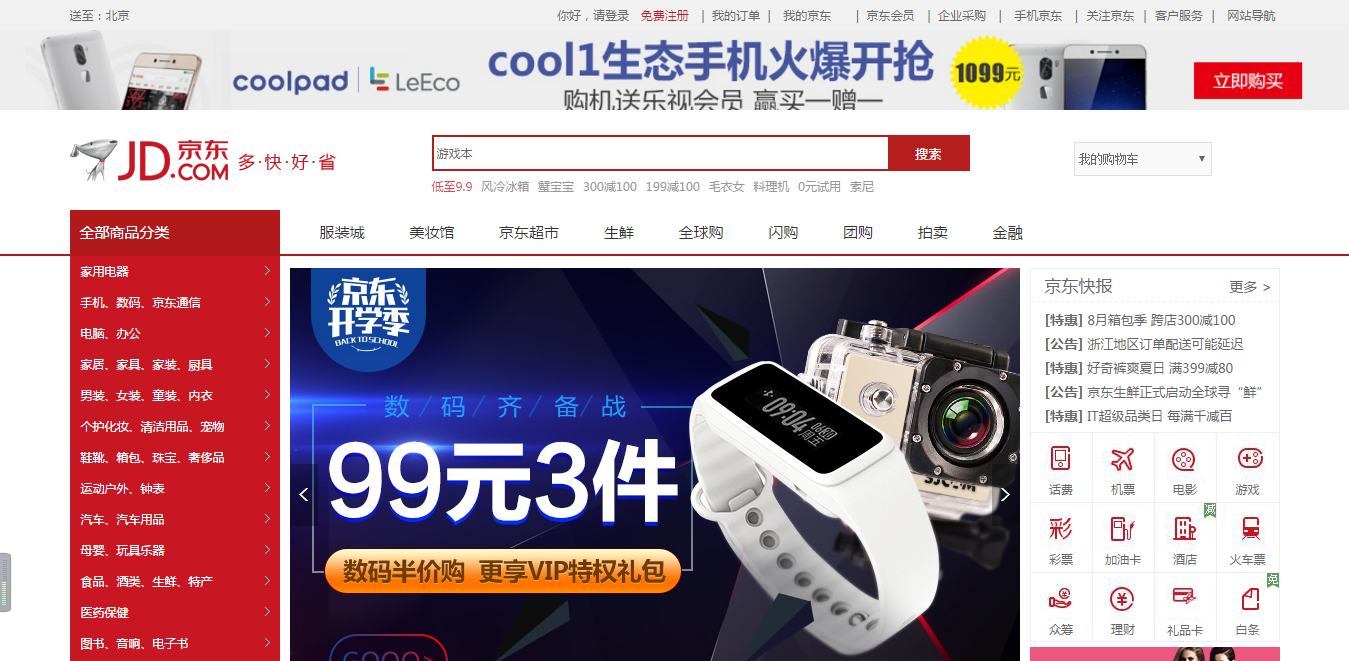 送至：北京
你好，请登录 免费注册 | 我的订单 | 我的京东 | 京东会员 | 企业采购 | 手机京东 | 关注京东 | 客户服务 | 网站导航
coolpad | LeEco
cool1生态手机火爆开抢
购机送乐视会员 赢买一赠一
1099元
立即购买
JD.COM 京东
多·快·好·省
游戏本
搜索
我的购物车
低至9.9 风冷冰箱 蟹宝宝 300减100 199减100 毛衣女 料理机 0元试用 索尼
全部商品分类
服装城 美妆馆 京东超市 生鲜 全球购 闪购 团购 拍卖 金融
家用电器
手机、数码、京东通信
电脑、办公
家居、家具、家装、厨具
男装、女装、童装、内衣
个护化妆、清洁用品、宠物
鞋靴、箱包、珠宝、奢侈品
运动户外、钟表
汽车、汽车用品
母婴、玩具乐器
食品、酒类、生鲜、特产
医药保健
图书、音响、电子书
京东
开学季
BACK TO SCHOOL
数/码/齐/备/战
99元3件
数码半价购 更享VIP特权礼包
09:04
周五
SJCAM
京东快报
更多 >
[特惠] 8月箱包季 跨店300减100
[公告] 浙江地区订单配送可能延迟
[特惠] 好奇裤爽夏日 满399减80
[公告] 京东生鲜正式启动全球寻“鲜”
[特惠] IT超级品类日 每满千减百
话费 机票 电影 游戏
减
彩
彩票 加油卡 酒店 火车票
免
众筹 理财 礼品卡 白条